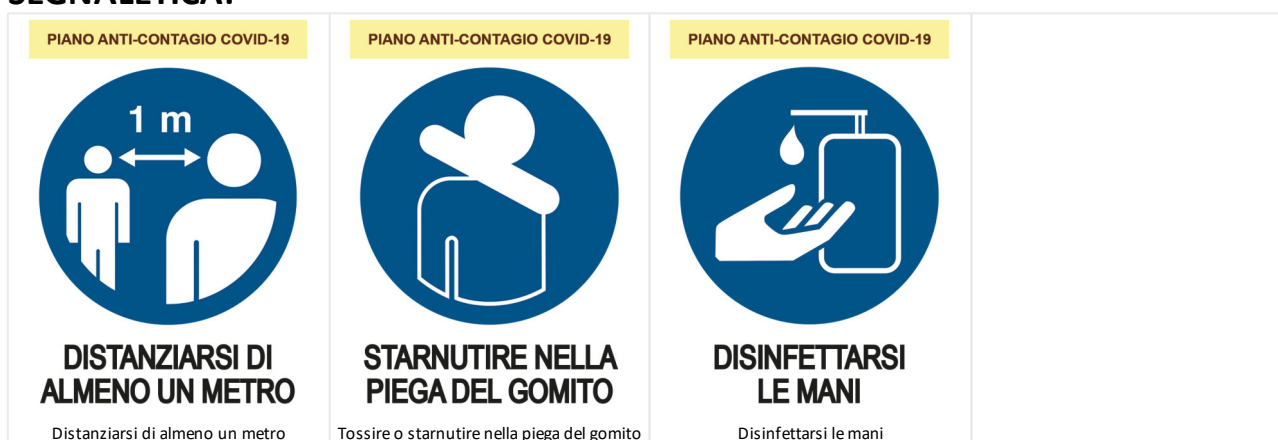 SEGNALETICA:
PIANO ANTI-CONTAGIO COVID-19
1 m
DISTANZIARSI DI
ALMENO UN METRO
Distanziarsi di almeno un metro
PIANO ANTI-CONTAGIO COVID-19
STARNUTIRE NELLA
PIEGA DEL GOMITO
Tossire o starnutire nella piega del gomito
PIANO ANTI-CONTAGIO COVID-19
DISINFETTARSI
LE MANI
Disinfettarsi le mani